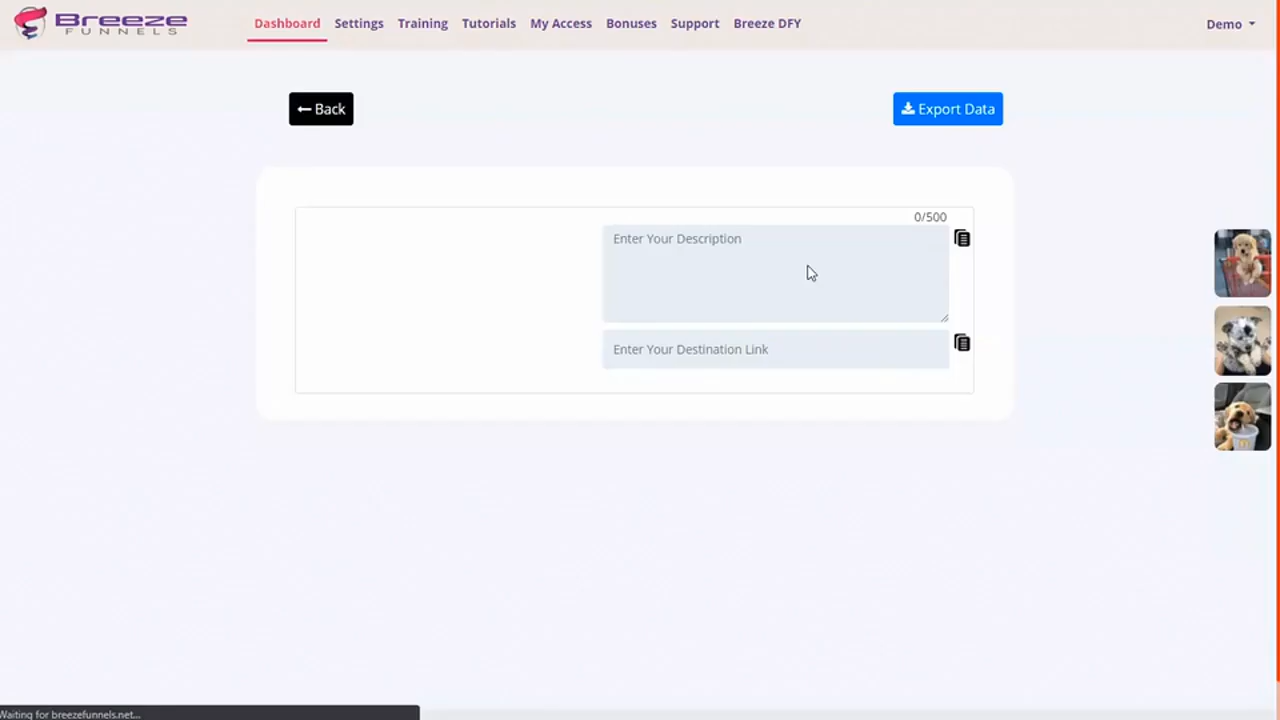 Breeze
FUNNELS
Dashboard Settings Training Tutorials My Access Bonuses Support Breeze DFY
Demo
Back
Export Data
0/500
Enter Your Description
Enter Your Destination Link
Waiting for breezefunnels.net...